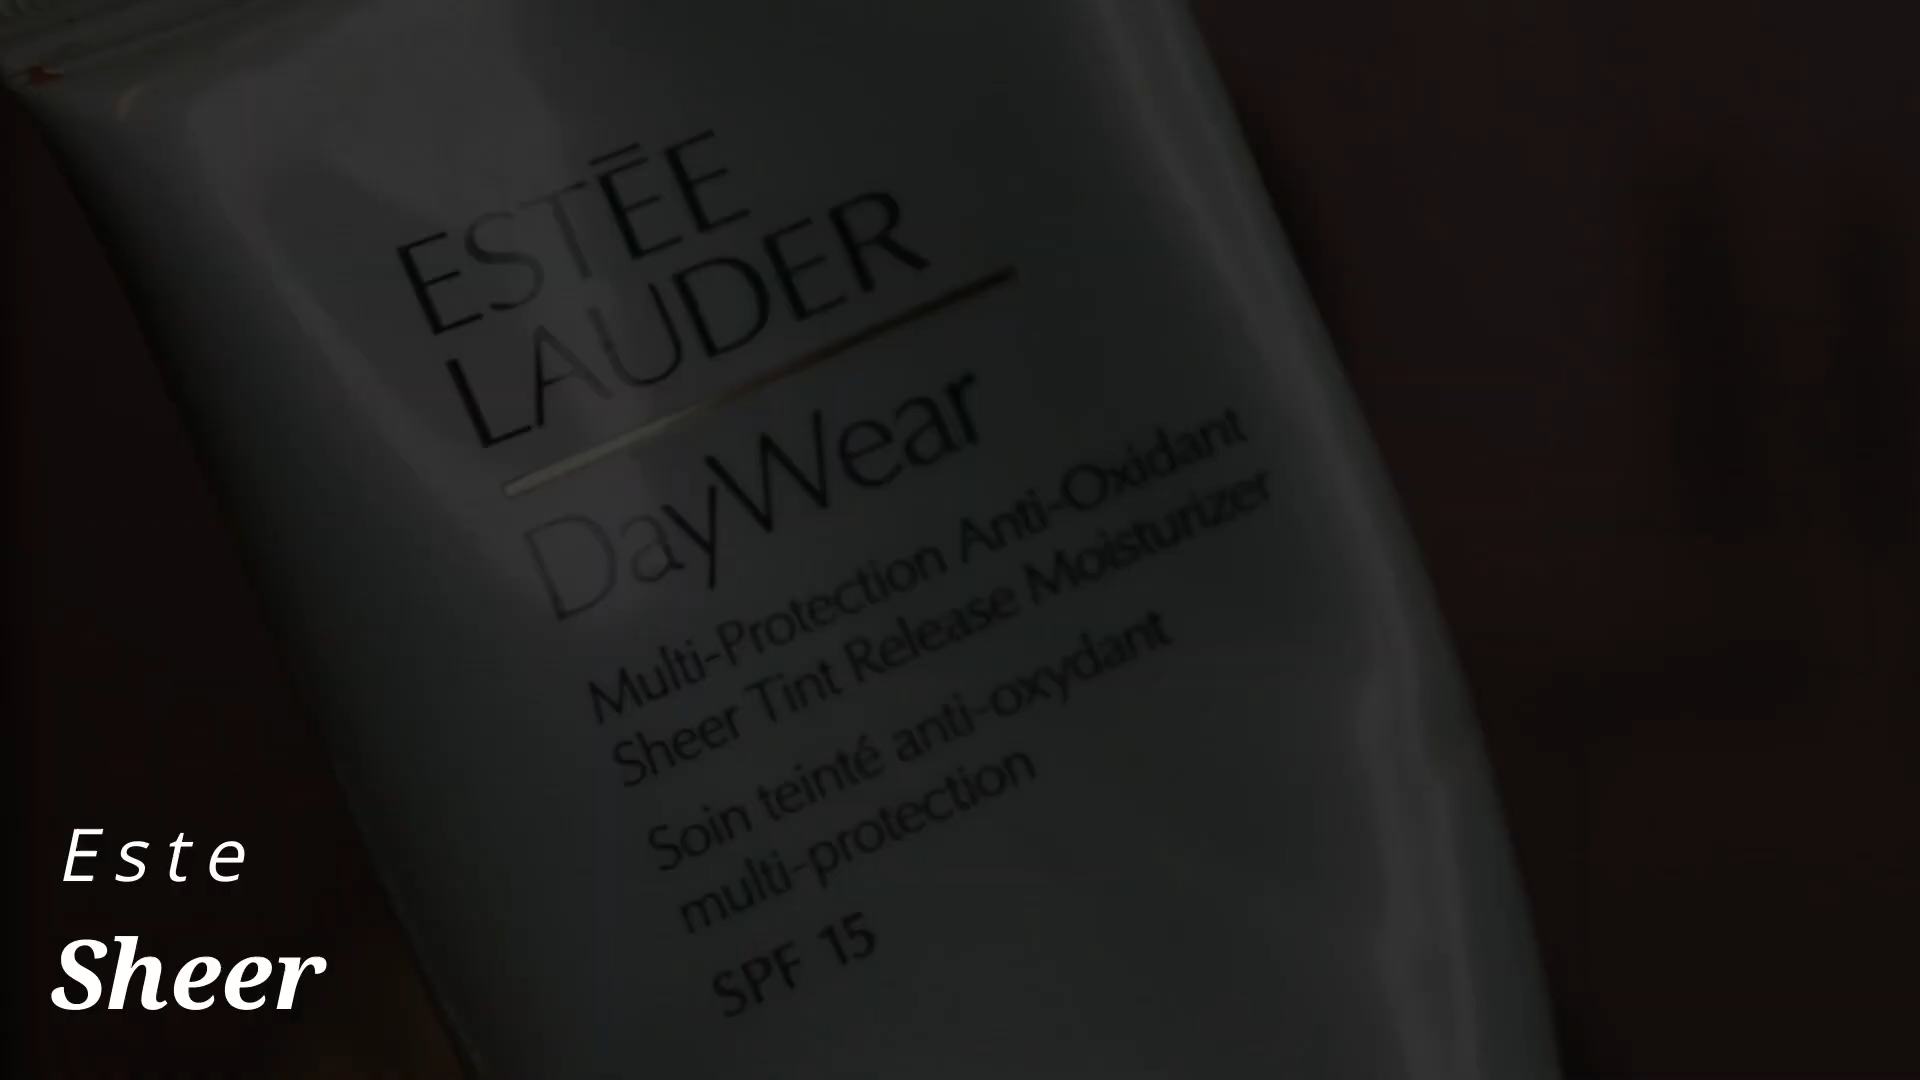 ESTĒE
LAUDER
DayWear
Multi-Protection Anti-Oxidant
Sheer Tint Release Moisturizer
Soin teinté anti-oxydant
multi-protection
SPF 15
Este
Sheer